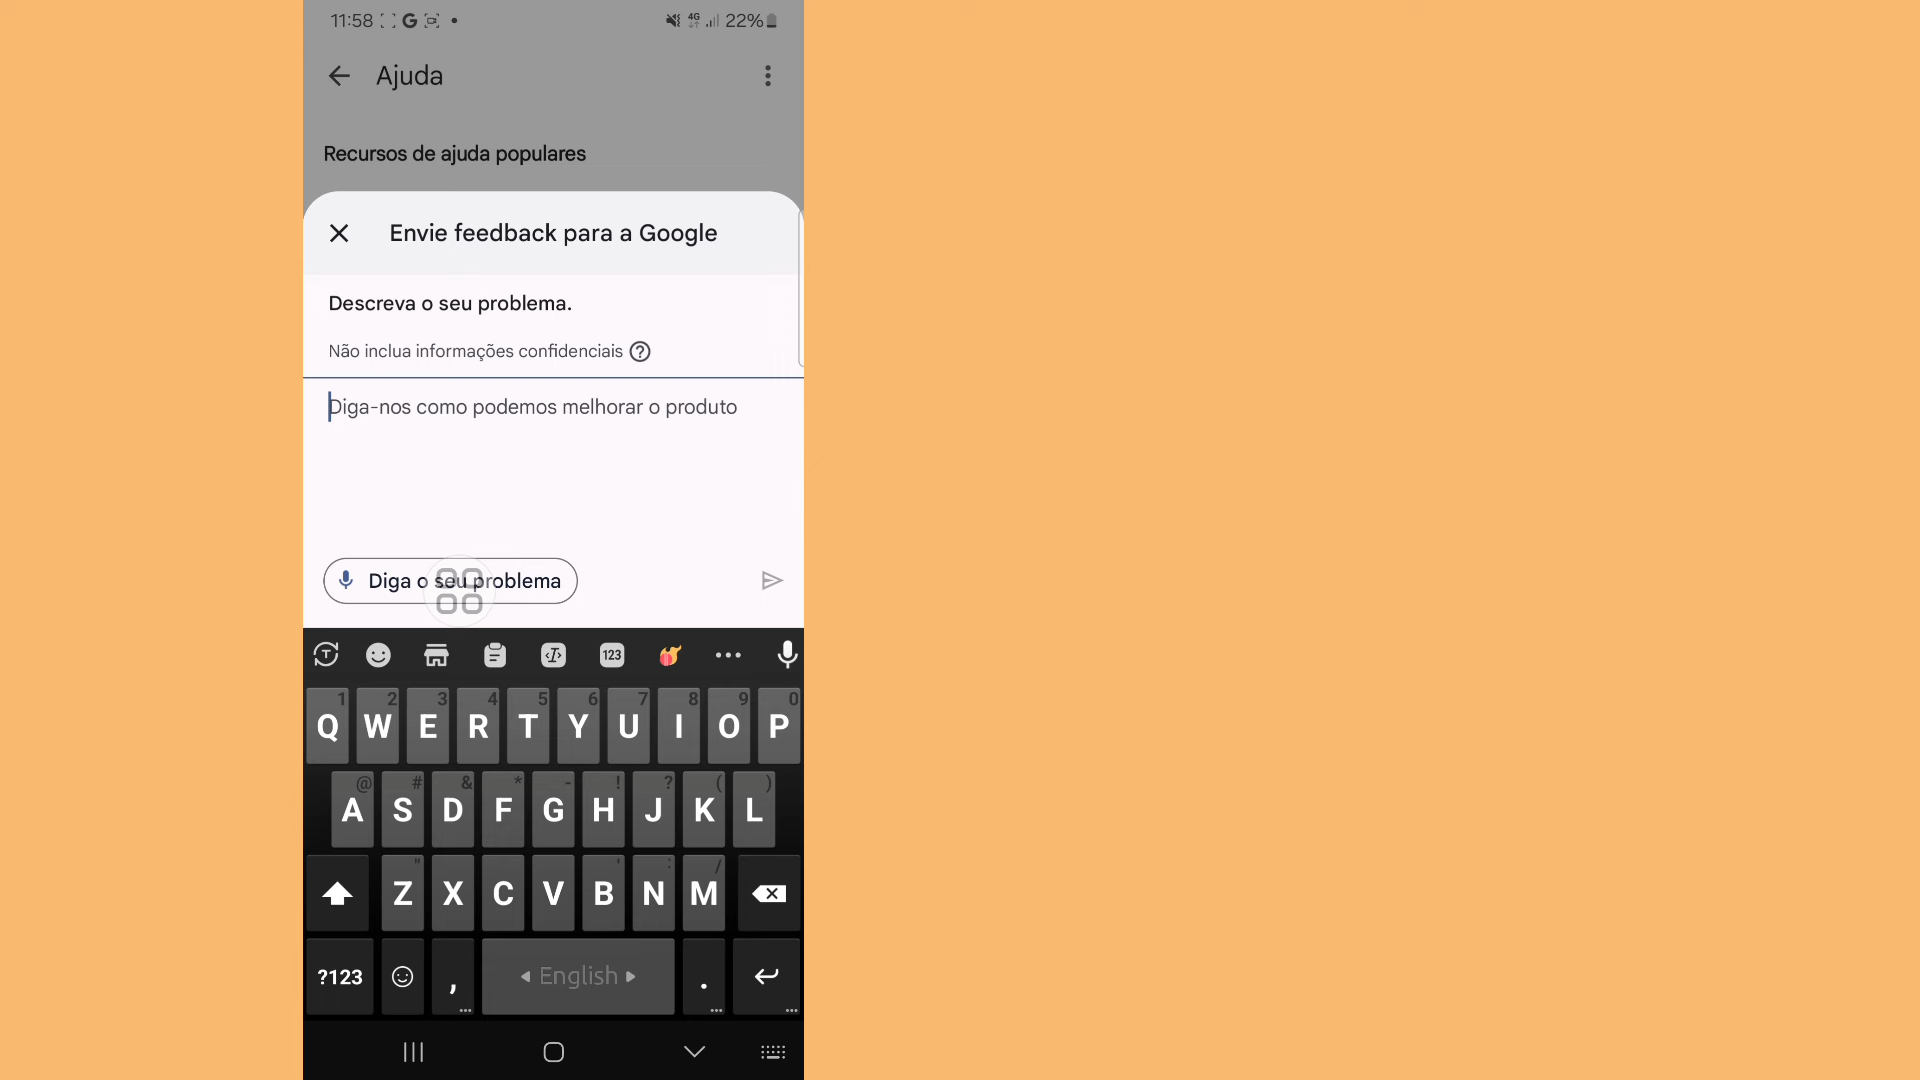 11:58 G • 4G 22%
Ajuda
Recursos de ajuda populares
Envie feedback para a Google
Descreva o seu problema.
Não inclua informações confidenciais ?
Diga-nos como podemos melhorar o produto
Diga o seu problema
T I 123
1 2 3 4 5 6 7 8 9 0
Q W E R T Y U I O P
@ # & * - ! ? ( )
A S D F G H J K L
" ' : /
Z X C V B N M
?123 , English .